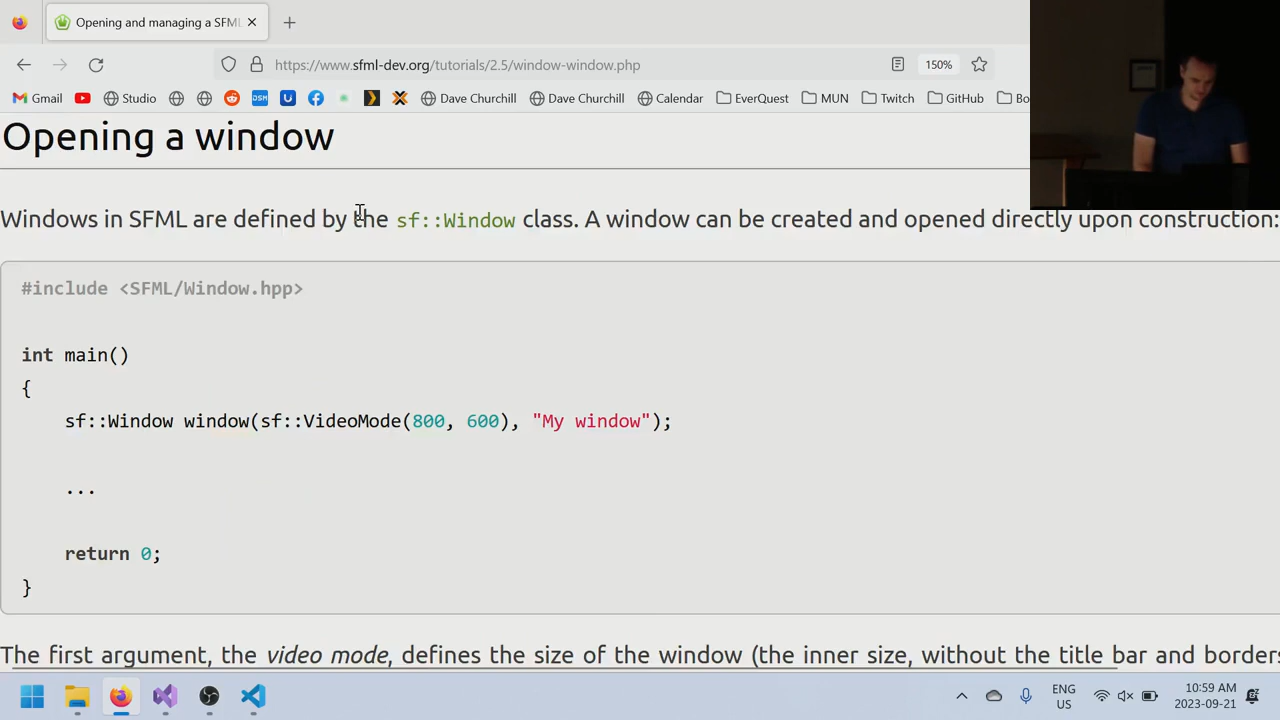 Opening and managing a SFML
https://www.sfml-dev.org/tutorials/2.5/window-window.php
150%
Gmail
Studio
DSM
Dave Churchill
Dave Churchill
Calendar
EverQuest
MUN
Twitch
GitHub
Bo
Opening a window
Windows in SFML are defined by the sf::Window class. A window can be created and opened directly upon construction:
#include <SFML/Window.hpp>
int main()
{
sf::Window window(sf::VideoMode(800, 600), "My window");
...
return 0;
}
The first argument, the video mode, defines the size of the window (the inner size, without the title bar and borders
ENG
US
10:59 AM
2023-09-21